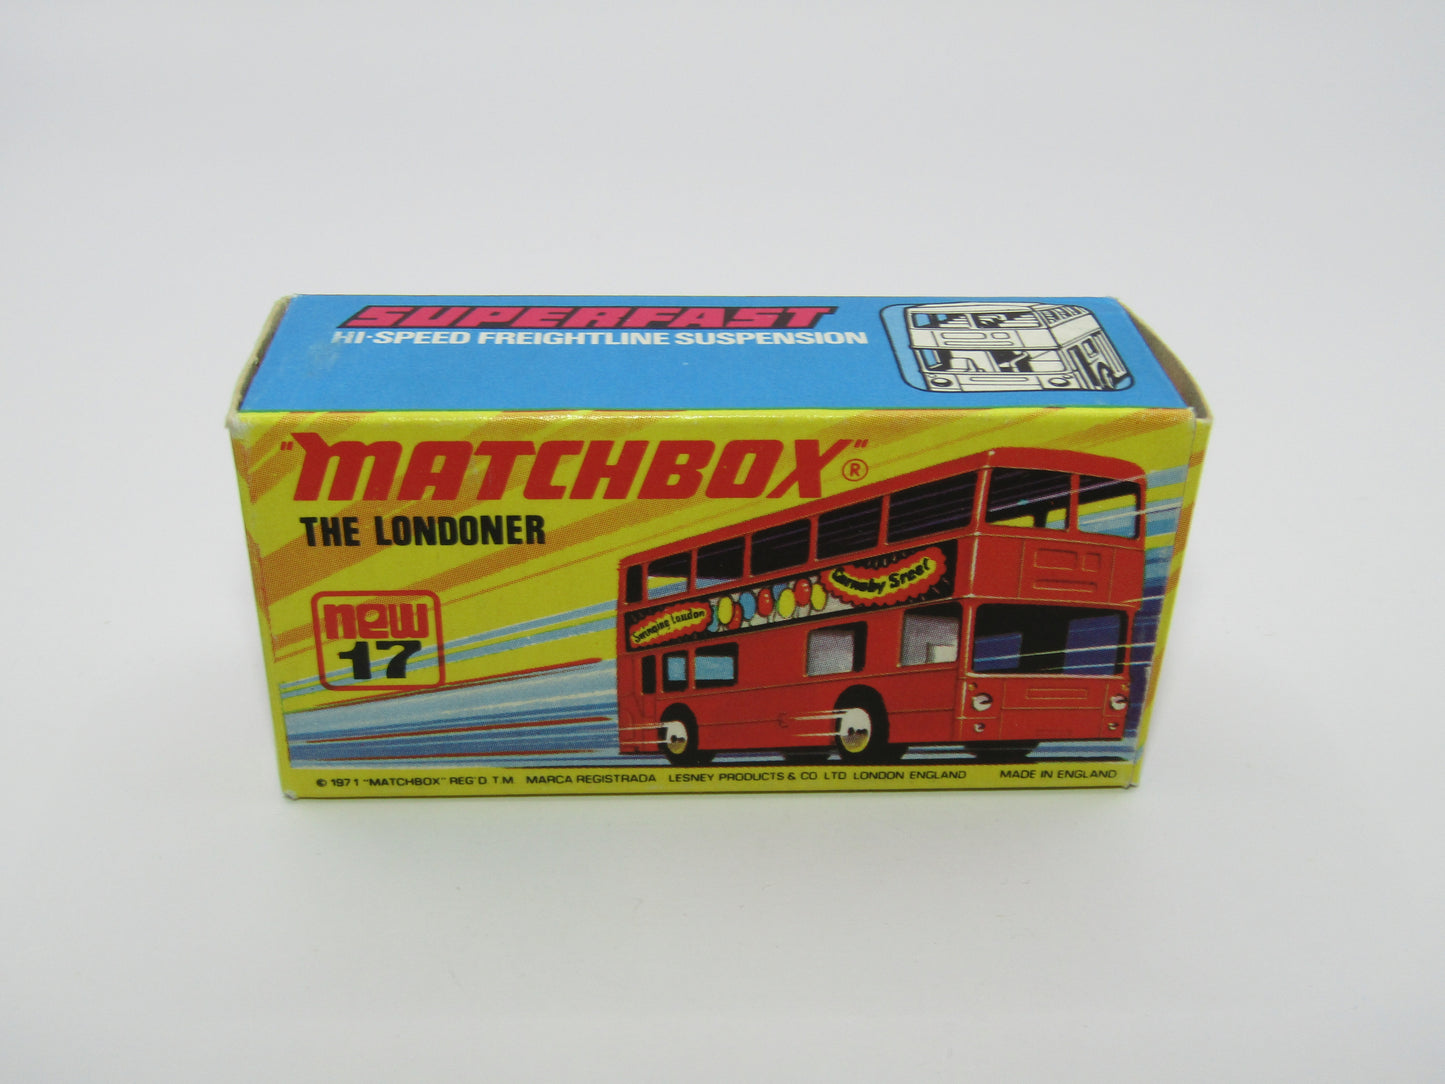 SUPERFAST
HI-SPEED FREIGHTLINE SUSPENSION
"MATCHBOX"®
THE LONDONER
new
17
Swinging London
Carnaby Sreet
© 1971 "MATCHBOX" REG'D T.M. MARCA REGISTRADA LESNEY PRODUCTS & CO LTD LONDON ENGLAND MADE IN ENGLAND